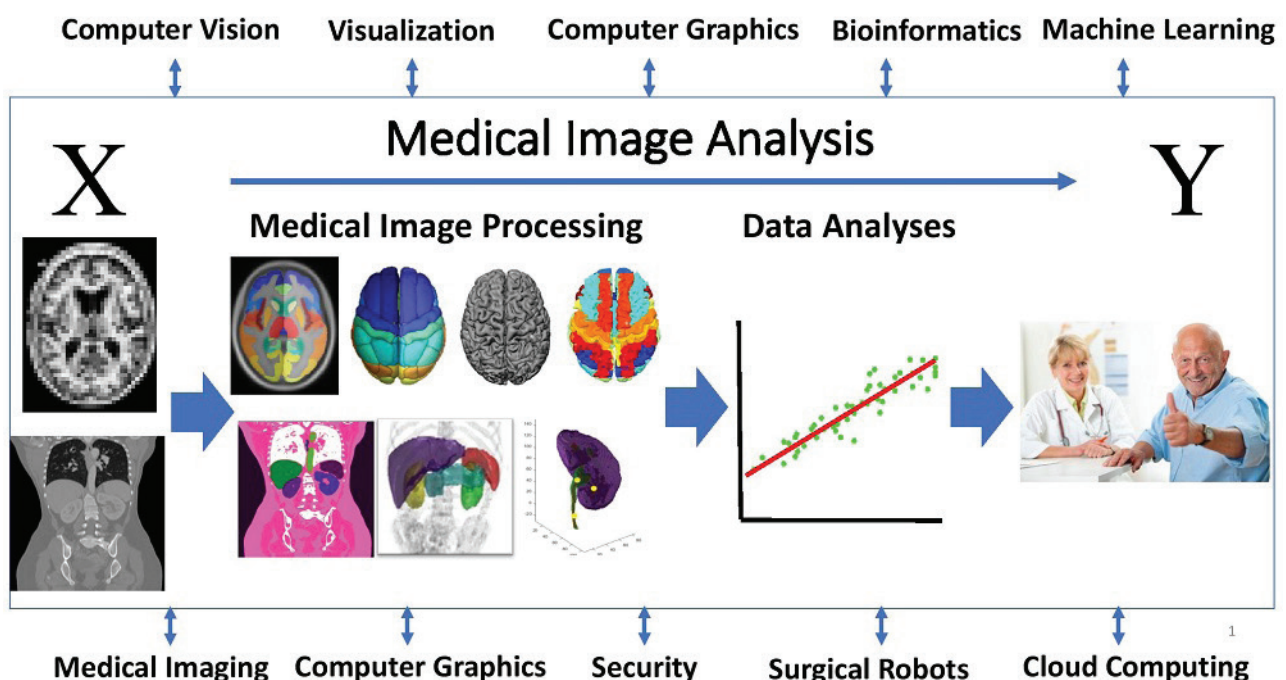 Computer Vision Visualization Computer Graphics Bioinformatics Machine Learning
Medical Image Analysis
X
Y
Medical Image Processing
Data Analyses
1
Medical Imaging Computer Graphics Security Surgical Robots Cloud Computing